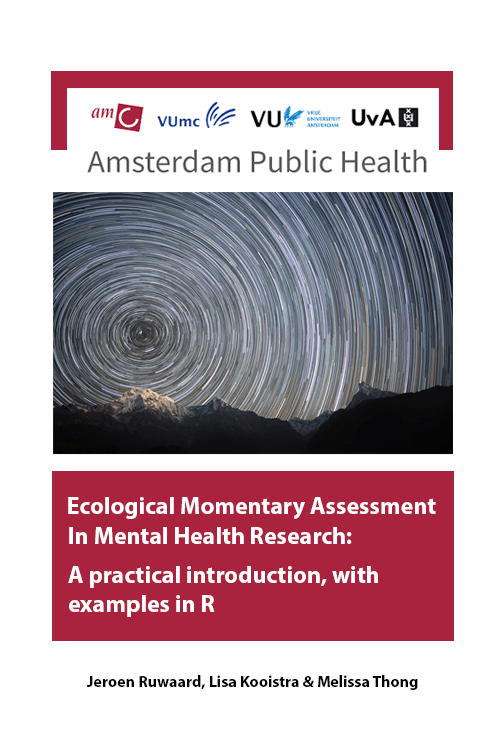 amc VUmc VU VRIJE UNIVERSITEIT AMSTERDAM UvA
Amsterdam Public Health
Ecological Momentary Assessment
In Mental Health Research:
A practical introduction, with
examples in R
Jeroen Ruwaard, Lisa Kooistra & Melissa Thong